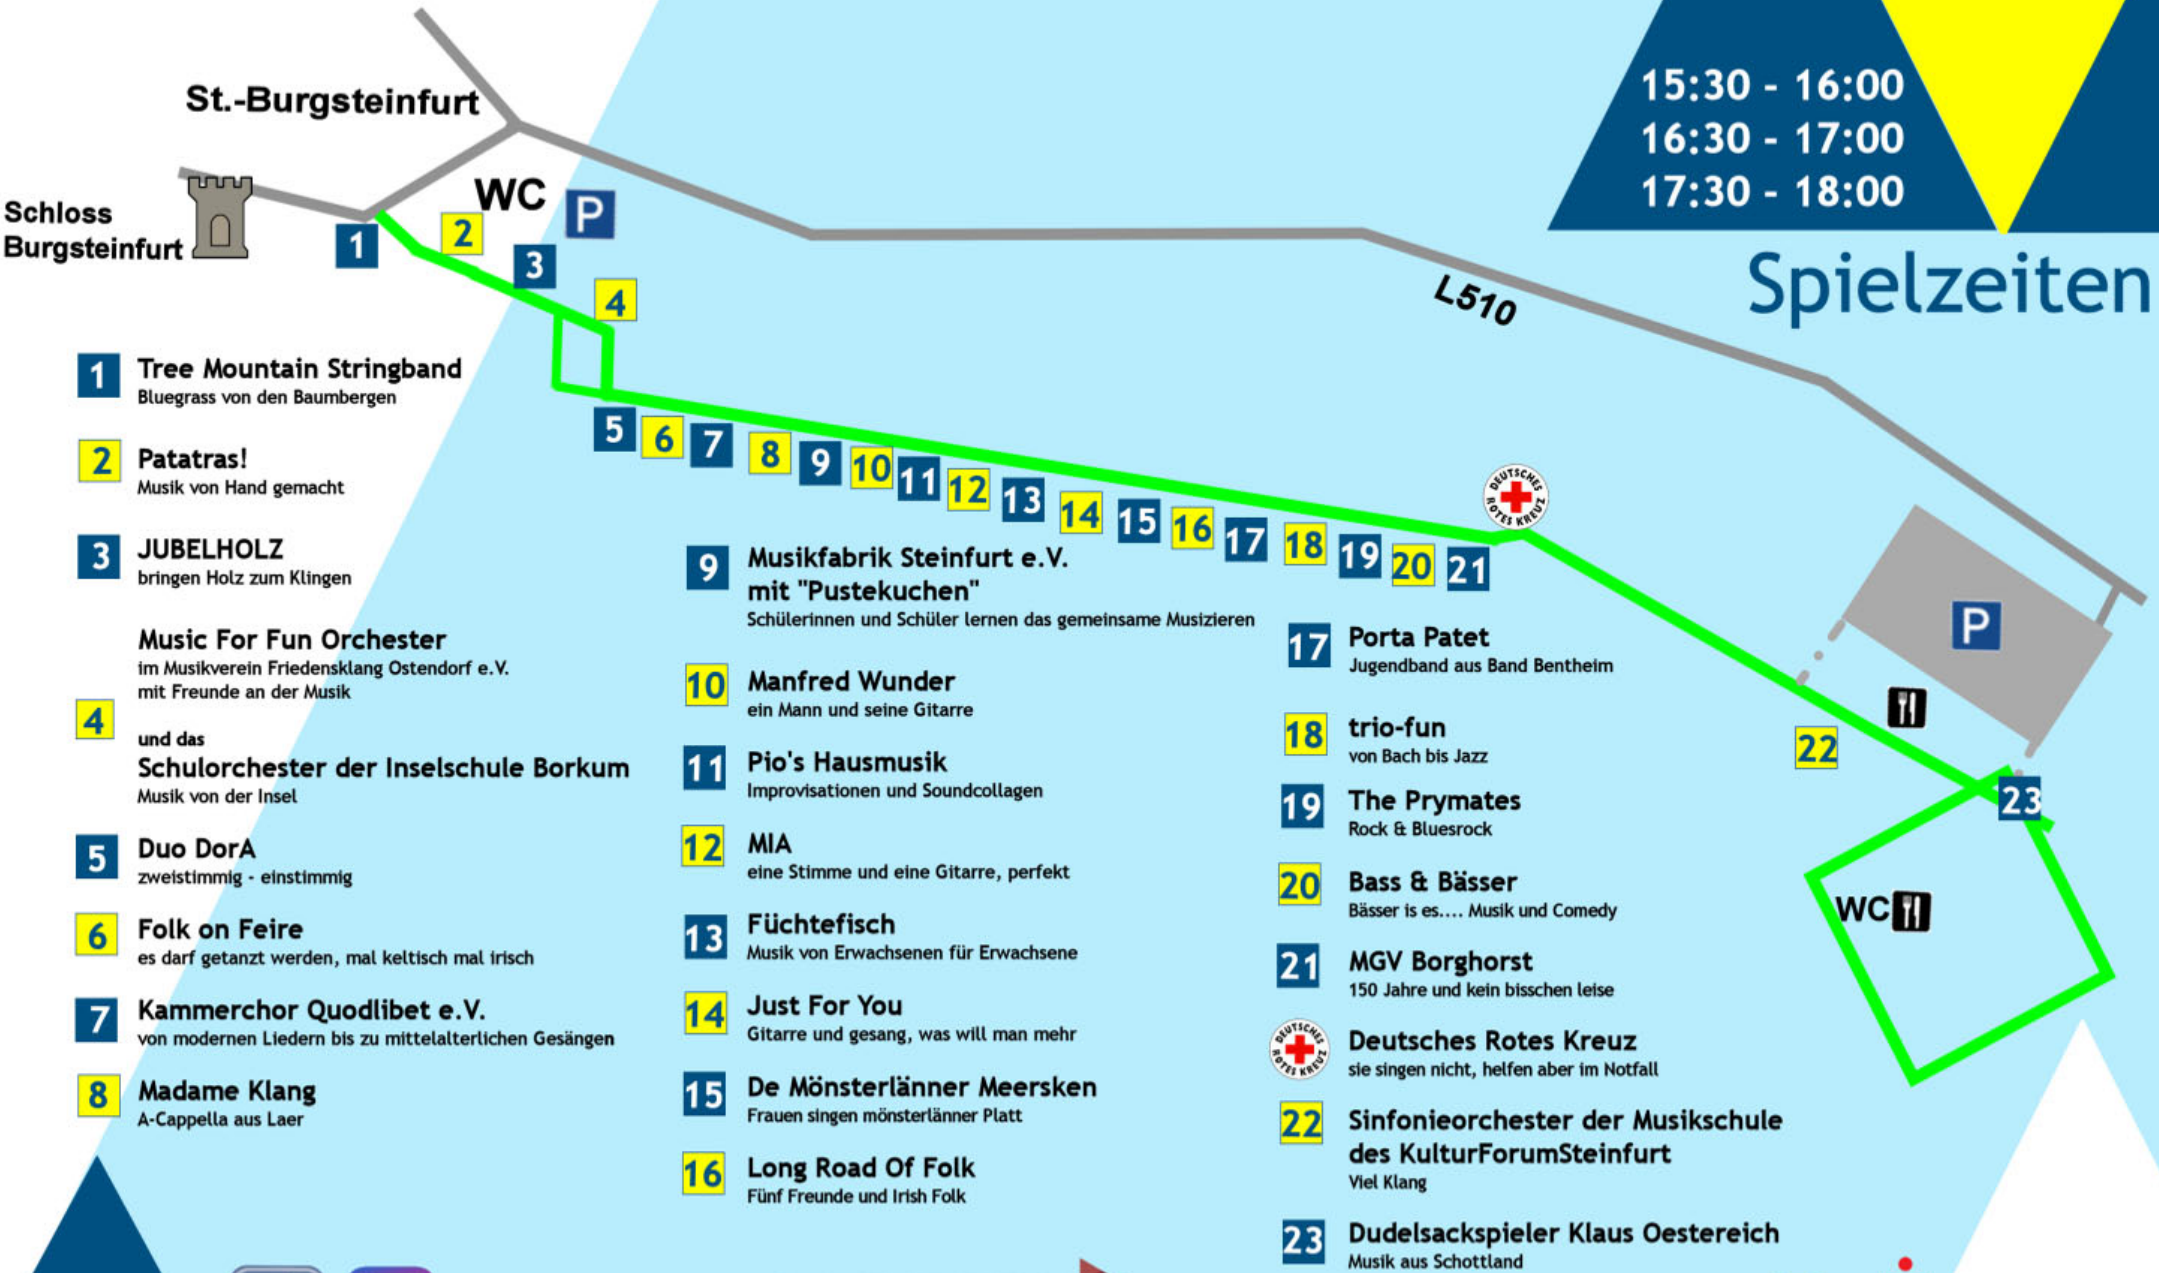 St.-Burgsteinfurt
Schloss
Burgsteinfurt
WC
P
1
2
3
4
15:30 - 16:00
16:30 - 17:00
17:30 - 18:00
Spielzeiten
L510
5 6 7 8 9 10 11 12 13 14 15 16 17 18 19 20 21
DEUTSCHES ROTES KREUZ
P
22
23
WC
1 Tree Mountain Stringband
Bluegrass von den Baumbergen
2 Patatras!
Musik von Hand gemacht
3 JUBELHOLZ
bringen Holz zum Klingen
Music For Fun Orchester
im Musikverein Friedensklang Ostendorf e.V.
mit Freunde an der Musik
4
und das
Schulorchester der Inselschule Borkum
Musik von der Insel
5 Duo DorA
zweistimmig - einstimmig
6 Folk on Feire
es darf getanzt werden, mal keltisch mal irisch
7 Kammerchor Quodlibet e.V.
von modernen Liedern bis zu mittelalterlichen Gesängen
8 Madame Klang
A-Cappella aus Laer
9 Musikfabrik Steinfurt e.V.
mit "Pustekuchen"
Schülerinnen und Schüler lernen das gemeinsame Musizieren
10 Manfred Wunder
ein Mann und seine Gitarre
11 Pio's Hausmusik
Improvisationen und Soundcollagen
12 MIA
eine Stimme und eine Gitarre, perfekt
13 Füchtefisch
Musik von Erwachsenen für Erwachsene
14 Just For You
Gitarre und gesang, was will man mehr
15 De Mönsterlänner Meersken
Frauen singen mönsterlänner Platt
16 Long Road Of Folk
Fünf Freunde und Irish Folk
17 Porta Patet
Jugendband aus Band Bentheim
18 trio-fun
von Bach bis Jazz
19 The Prymates
Rock & Bluesrock
20 Bass & Bässer
Bässer is es.... Musik und Comedy
21 MGV Borghorst
150 Jahre und kein bisschen leise
DEUTSCHES ROTES KREUZ
Deutsches Rotes Kreuz
sie singen nicht, helfen aber im Notfall
22 Sinfonieorchester der Musikschule
des KulturForumSteinfurt
Viel Klang
23 Dudelsackspieler Klaus Oestereich
Musik aus Schottland